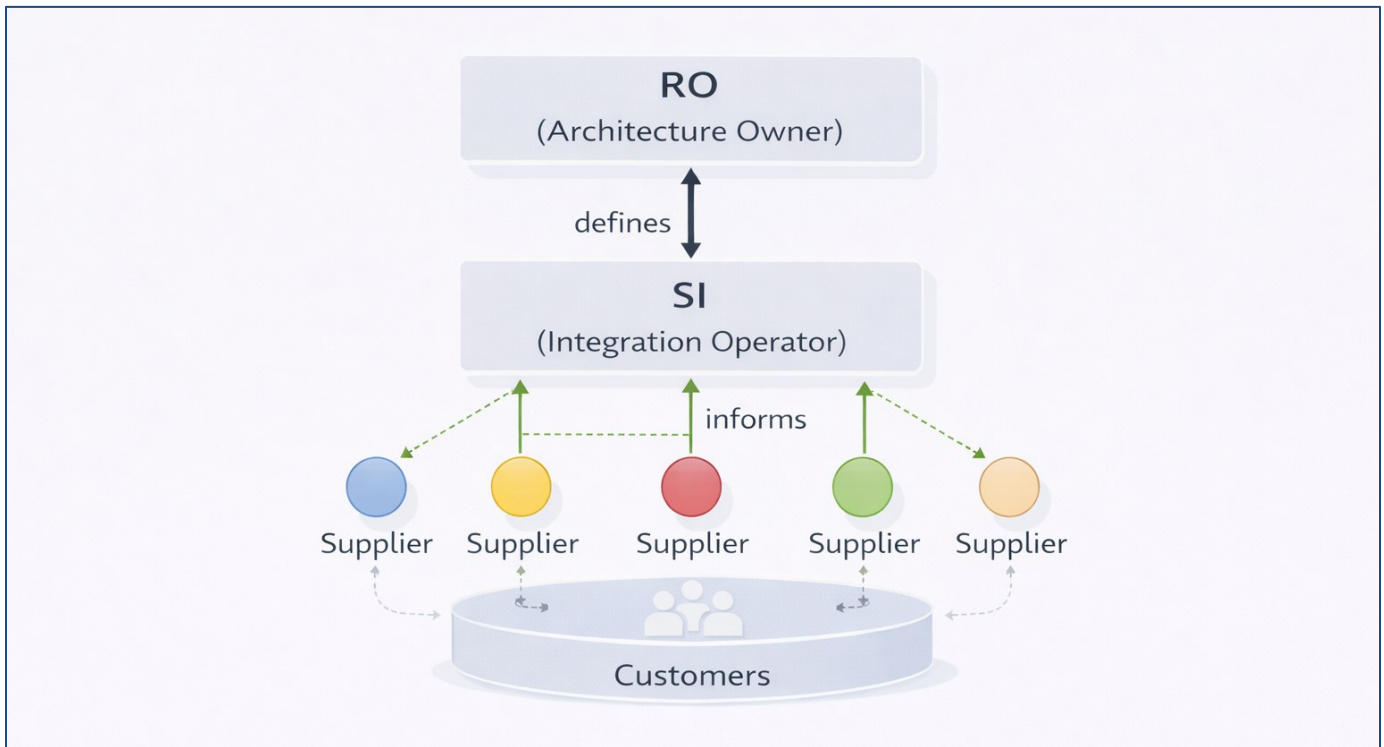 RO
(Architecture Owner)
defines
SI
(Integration Operator)
informs
Supplier
Supplier
Supplier
Supplier
Supplier
Customers